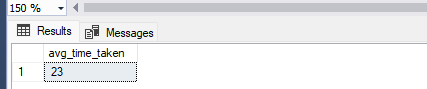 150 %
Results Messages
avg_time_taken
1 23